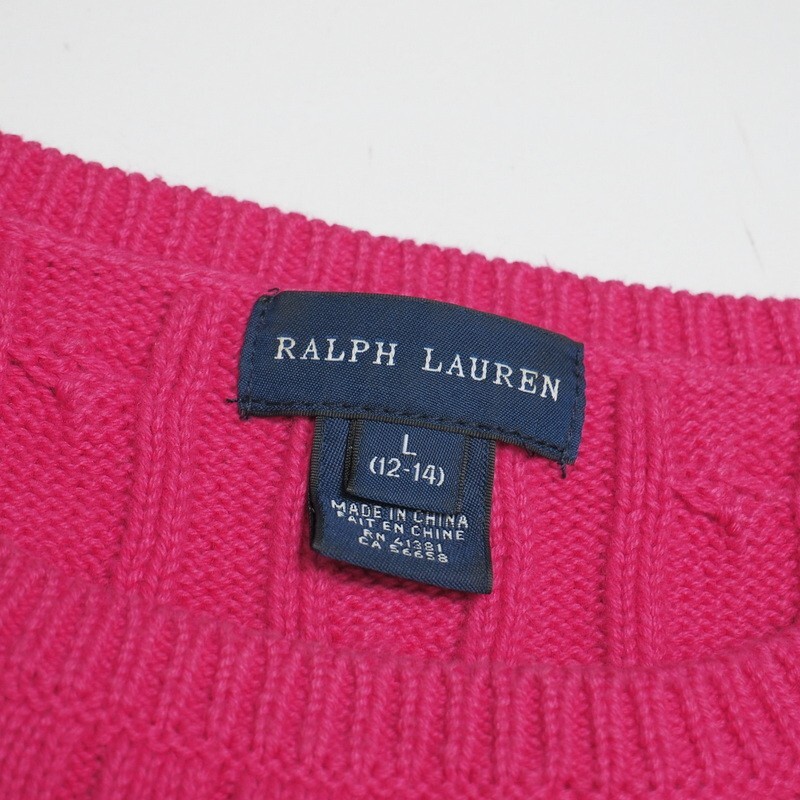 RALPH LAUREN
L
(12-14)
MADE IN CHINA
FAIT EN CHINE
RN 41381
CA 56658